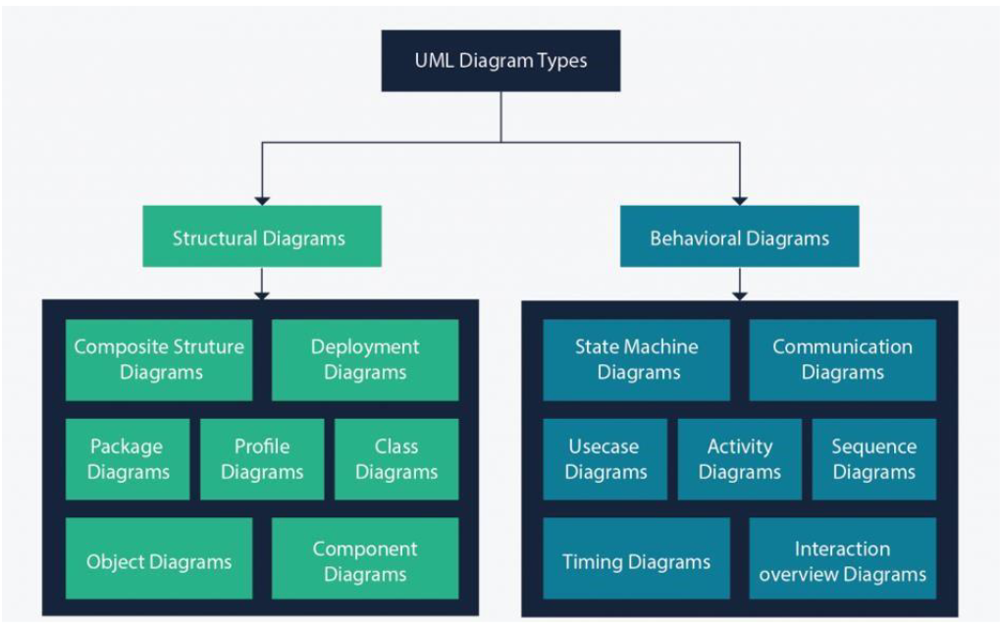 UML Diagram Types
Structural Diagrams
Behavioral Diagrams
Composite Struture
Diagrams
Deployment
Diagrams
Package
Diagrams
Profile
Diagrams
Class
Diagrams
Object Diagrams
Component
Diagrams
State Machine
Diagrams
Communication
Diagrams
Usecase
Diagrams
Activity
Diagrams
Sequence
Diagrams
Timing Diagrams
Interaction
overview Diagrams